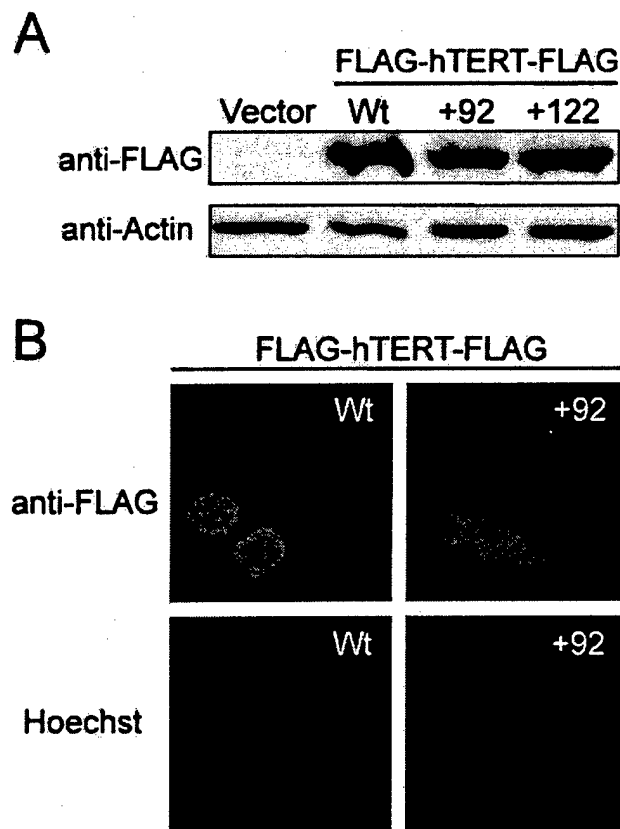 A
FLAG-hTERT-FLAG
Vector Wt +92 +122
anti-FLAG
anti-Actin
B
FLAG-hTERT-FLAG
Wt +92
anti-FLAG
Wt +92
Hoechst